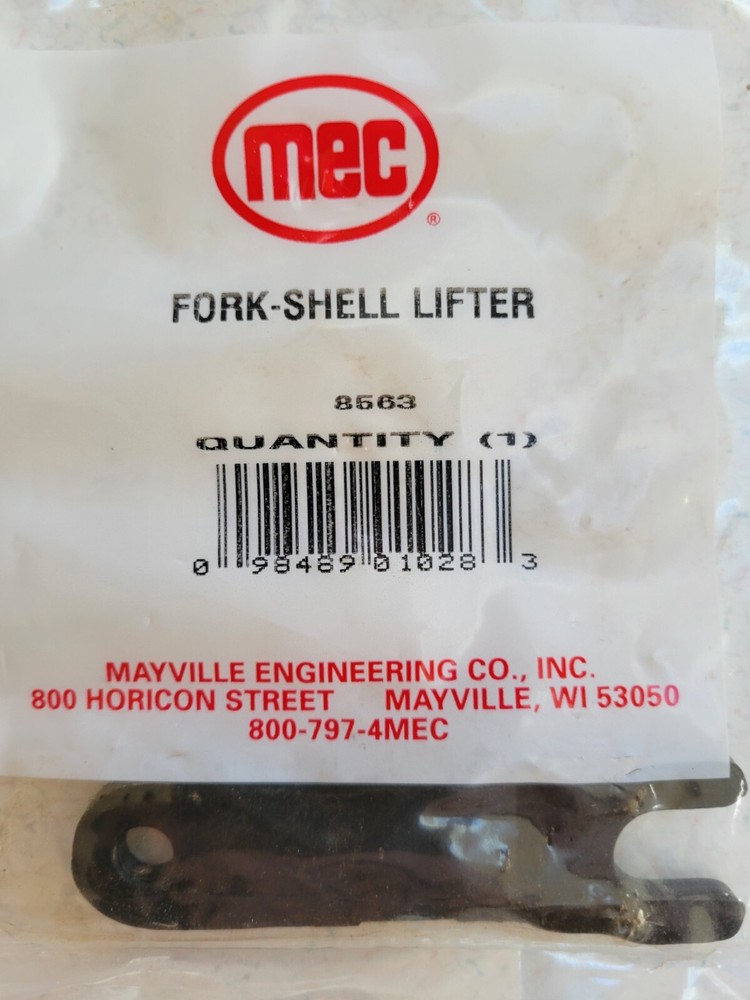 mec
®
FORK-SHELL LIFTER
8563
QUANTITY (1)
0 98489 01028 3
MAYVILLE ENGINEERING CO., INC.
800 HORICON STREET MAYVILLE, WI 53050
800-797-4MEC